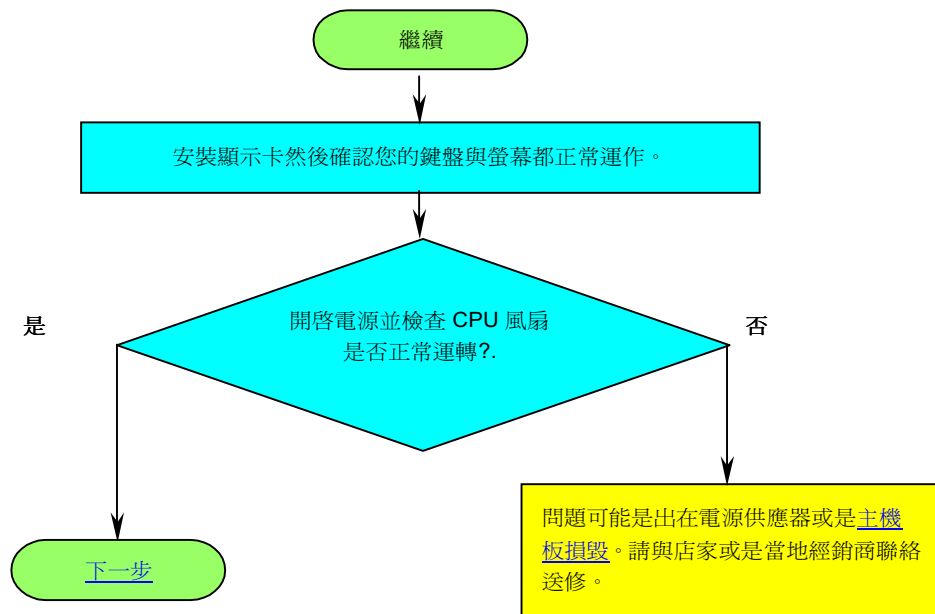 繼續
安裝顯示卡然後確認您的鍵盤與螢幕都正常運作。
開啓電源並檢查 CPU 風扇
是否正常運轉?.
是
否
問題可能是出在電源供應器或是主機
板損毀。請與店家或是當地經銷商聯絡
送修。
下一步